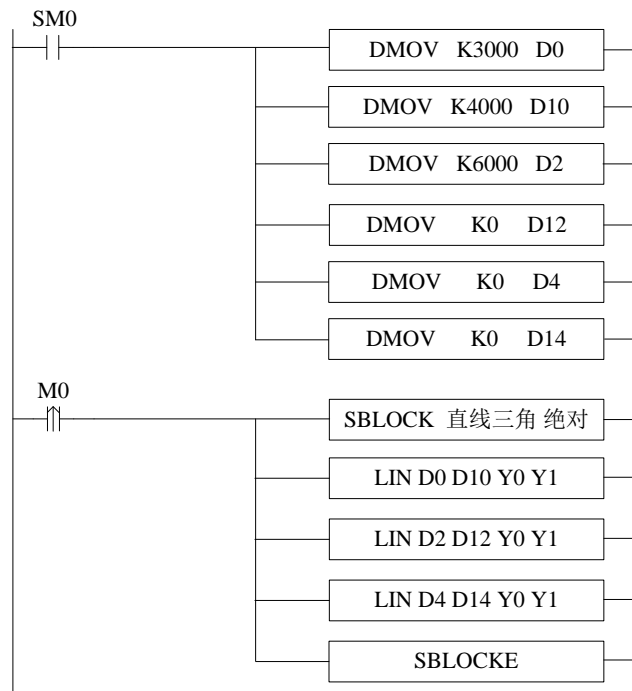 SM0
DMOV K3000 D0
DMOV K4000 D10
DMOV K6000 D2
DMOV K0 D12
DMOV K0 D4
DMOV K0 D14
M0
SBLOCK 直线三角 绝对
LIN D0 D10 Y0 Y1
LIN D2 D12 Y0 Y1
LIN D4 D14 Y0 Y1
SBLOCKE